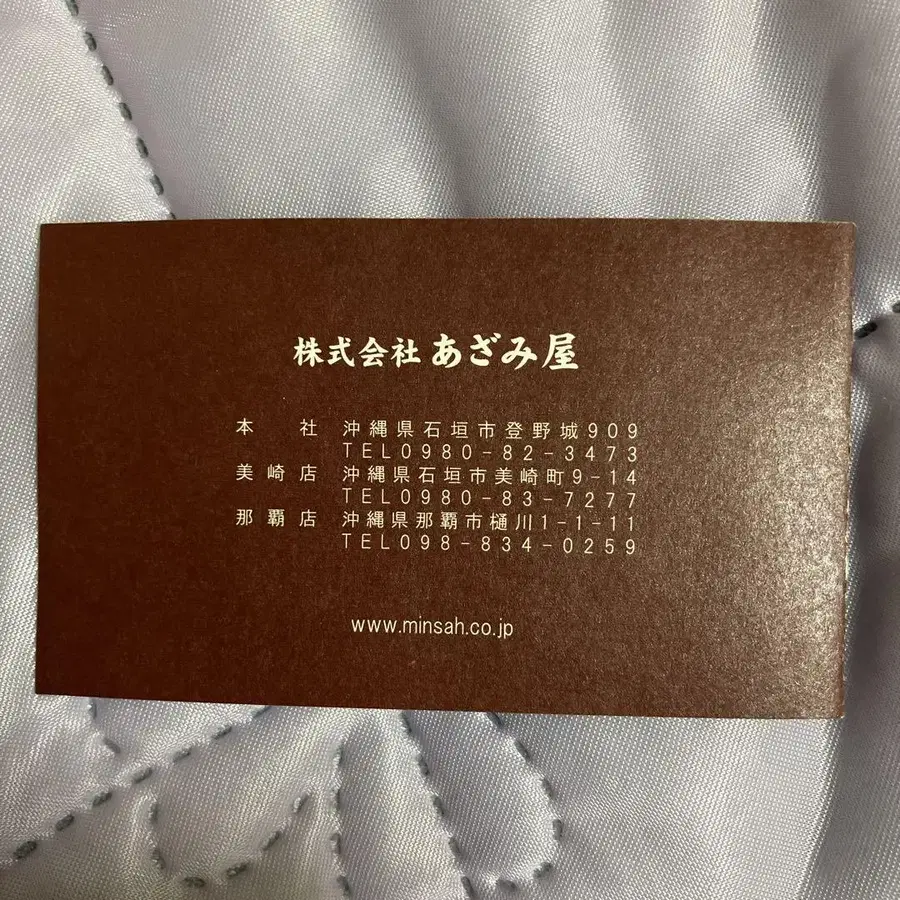 株式会社 あざみ屋
本社 沖縄県石垣市登野城909
TEL0980-82-3473
美崎店 沖縄県石垣市美崎町9-14
TEL0980-83-7277
那覇店 沖縄県那覇市樋川1-1-11
TEL098-834-0259
www.minsah.co.jp